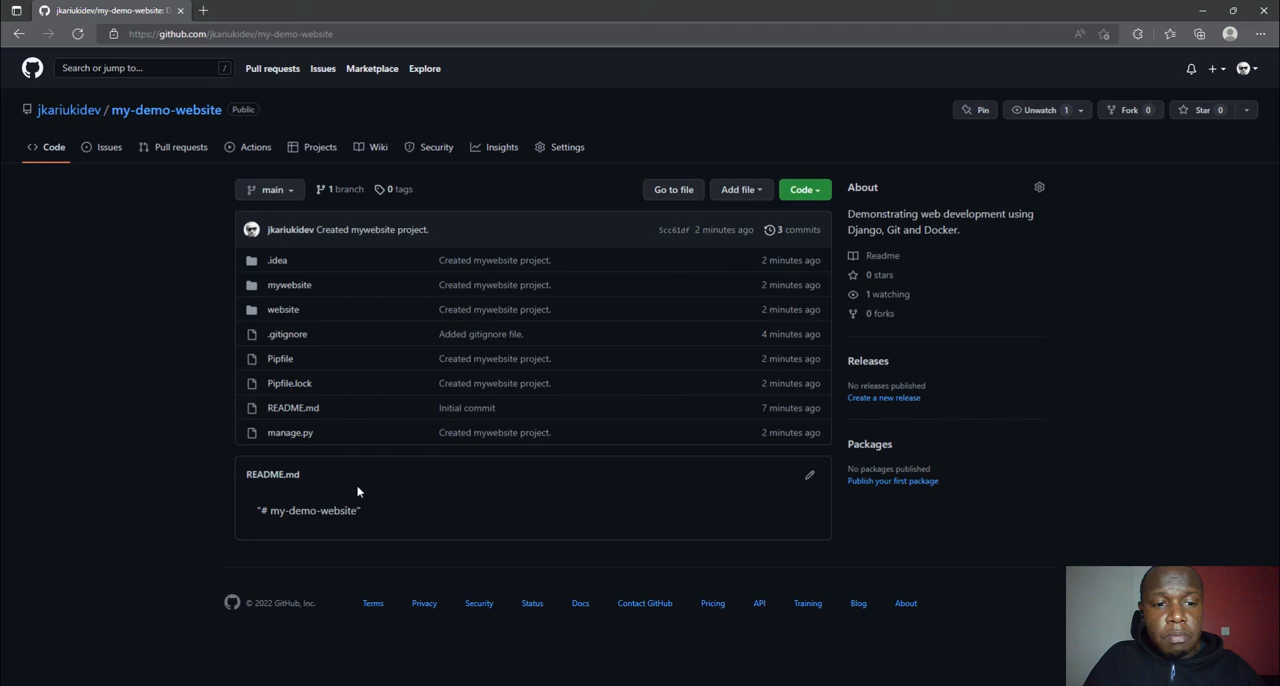 jkariukidev/my-demo-website: D
https://github.com/jkariukidev/my-demo-website
Search or jump to... /
Pull requests Issues Marketplace Explore
jkariukidev / my-demo-website Public
Pin Unwatch 1 Fork 0 Star 0
Code Issues Pull requests Actions Projects Wiki Security Insights Settings
main 1 branch 0 tags Go to file Add file Code
jkariukidev Created mywebsite project. 5cc61df 2 minutes ago 3 commits
.idea Created mywebsite project. 2 minutes ago
mywebsite Created mywebsite project. 2 minutes ago
website Created mywebsite project. 2 minutes ago
.gitignore Added gitignore file. 4 minutes ago
Pipfile Created mywebsite project. 2 minutes ago
Pipfile.lock Created mywebsite project. 2 minutes ago
README.md Initial commit 7 minutes ago
manage.py Created mywebsite project. 2 minutes ago
README.md
"# my-demo-website"
About
Demonstrating web development using
Django, Git and Docker.
Readme
0 stars
1 watching
0 forks
Releases
No releases published
Create a new release
Packages
No packages published
Publish your first package
© 2022 GitHub, Inc. Terms Privacy Security Status Docs Contact GitHub Pricing API Training Blog About